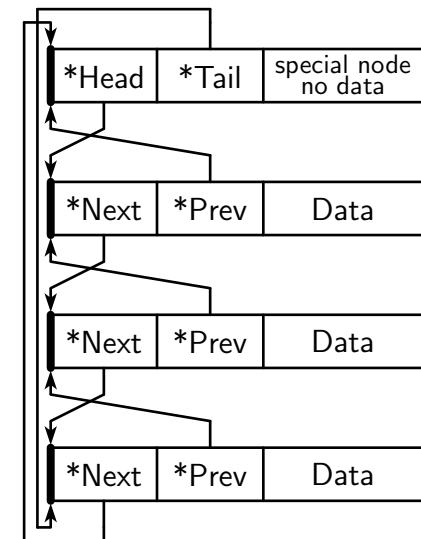 *Head *Tail special node
no data
*Next *Prev Data
*Next *Prev Data
*Next *Prev Data